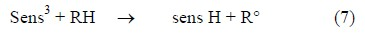 Sens³ + RH → sens H + R° (7)